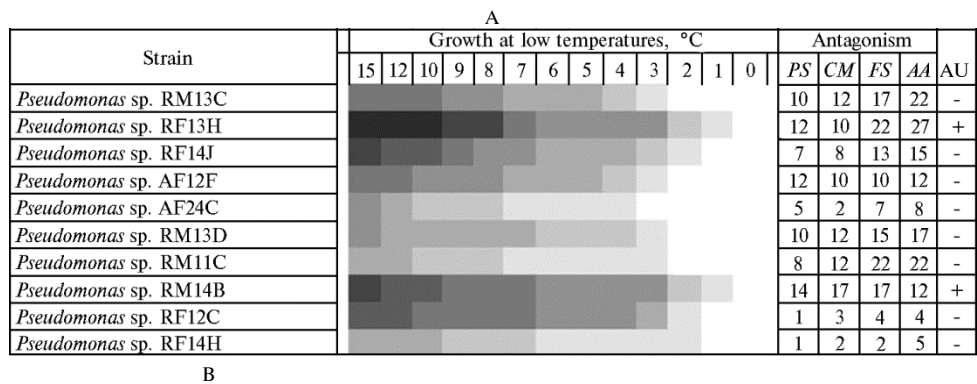 A
Strain Growth at low temperatures, °C Antagonism AU
15 12 10 9 8 7 6 5 4 3 2 1 0 PS CM FS AA
Pseudomonas sp. RM13C 10 12 17 22 -
Pseudomonas sp. RF13H 12 10 22 27 +
Pseudomonas sp. RF14J 7 8 13 15 -
Pseudomonas sp. AF12F 12 10 10 12 -
Pseudomonas sp. AF24C 5 2 7 8 -
Pseudomonas sp. RM13D 10 12 15 17 -
Pseudomonas sp. RM11C 8 12 22 22 -
Pseudomonas sp. RM14B 14 17 17 12 +
Pseudomonas sp. RF12C 1 3 4 4 -
Pseudomonas sp. RF14H 1 2 2 5 -
B